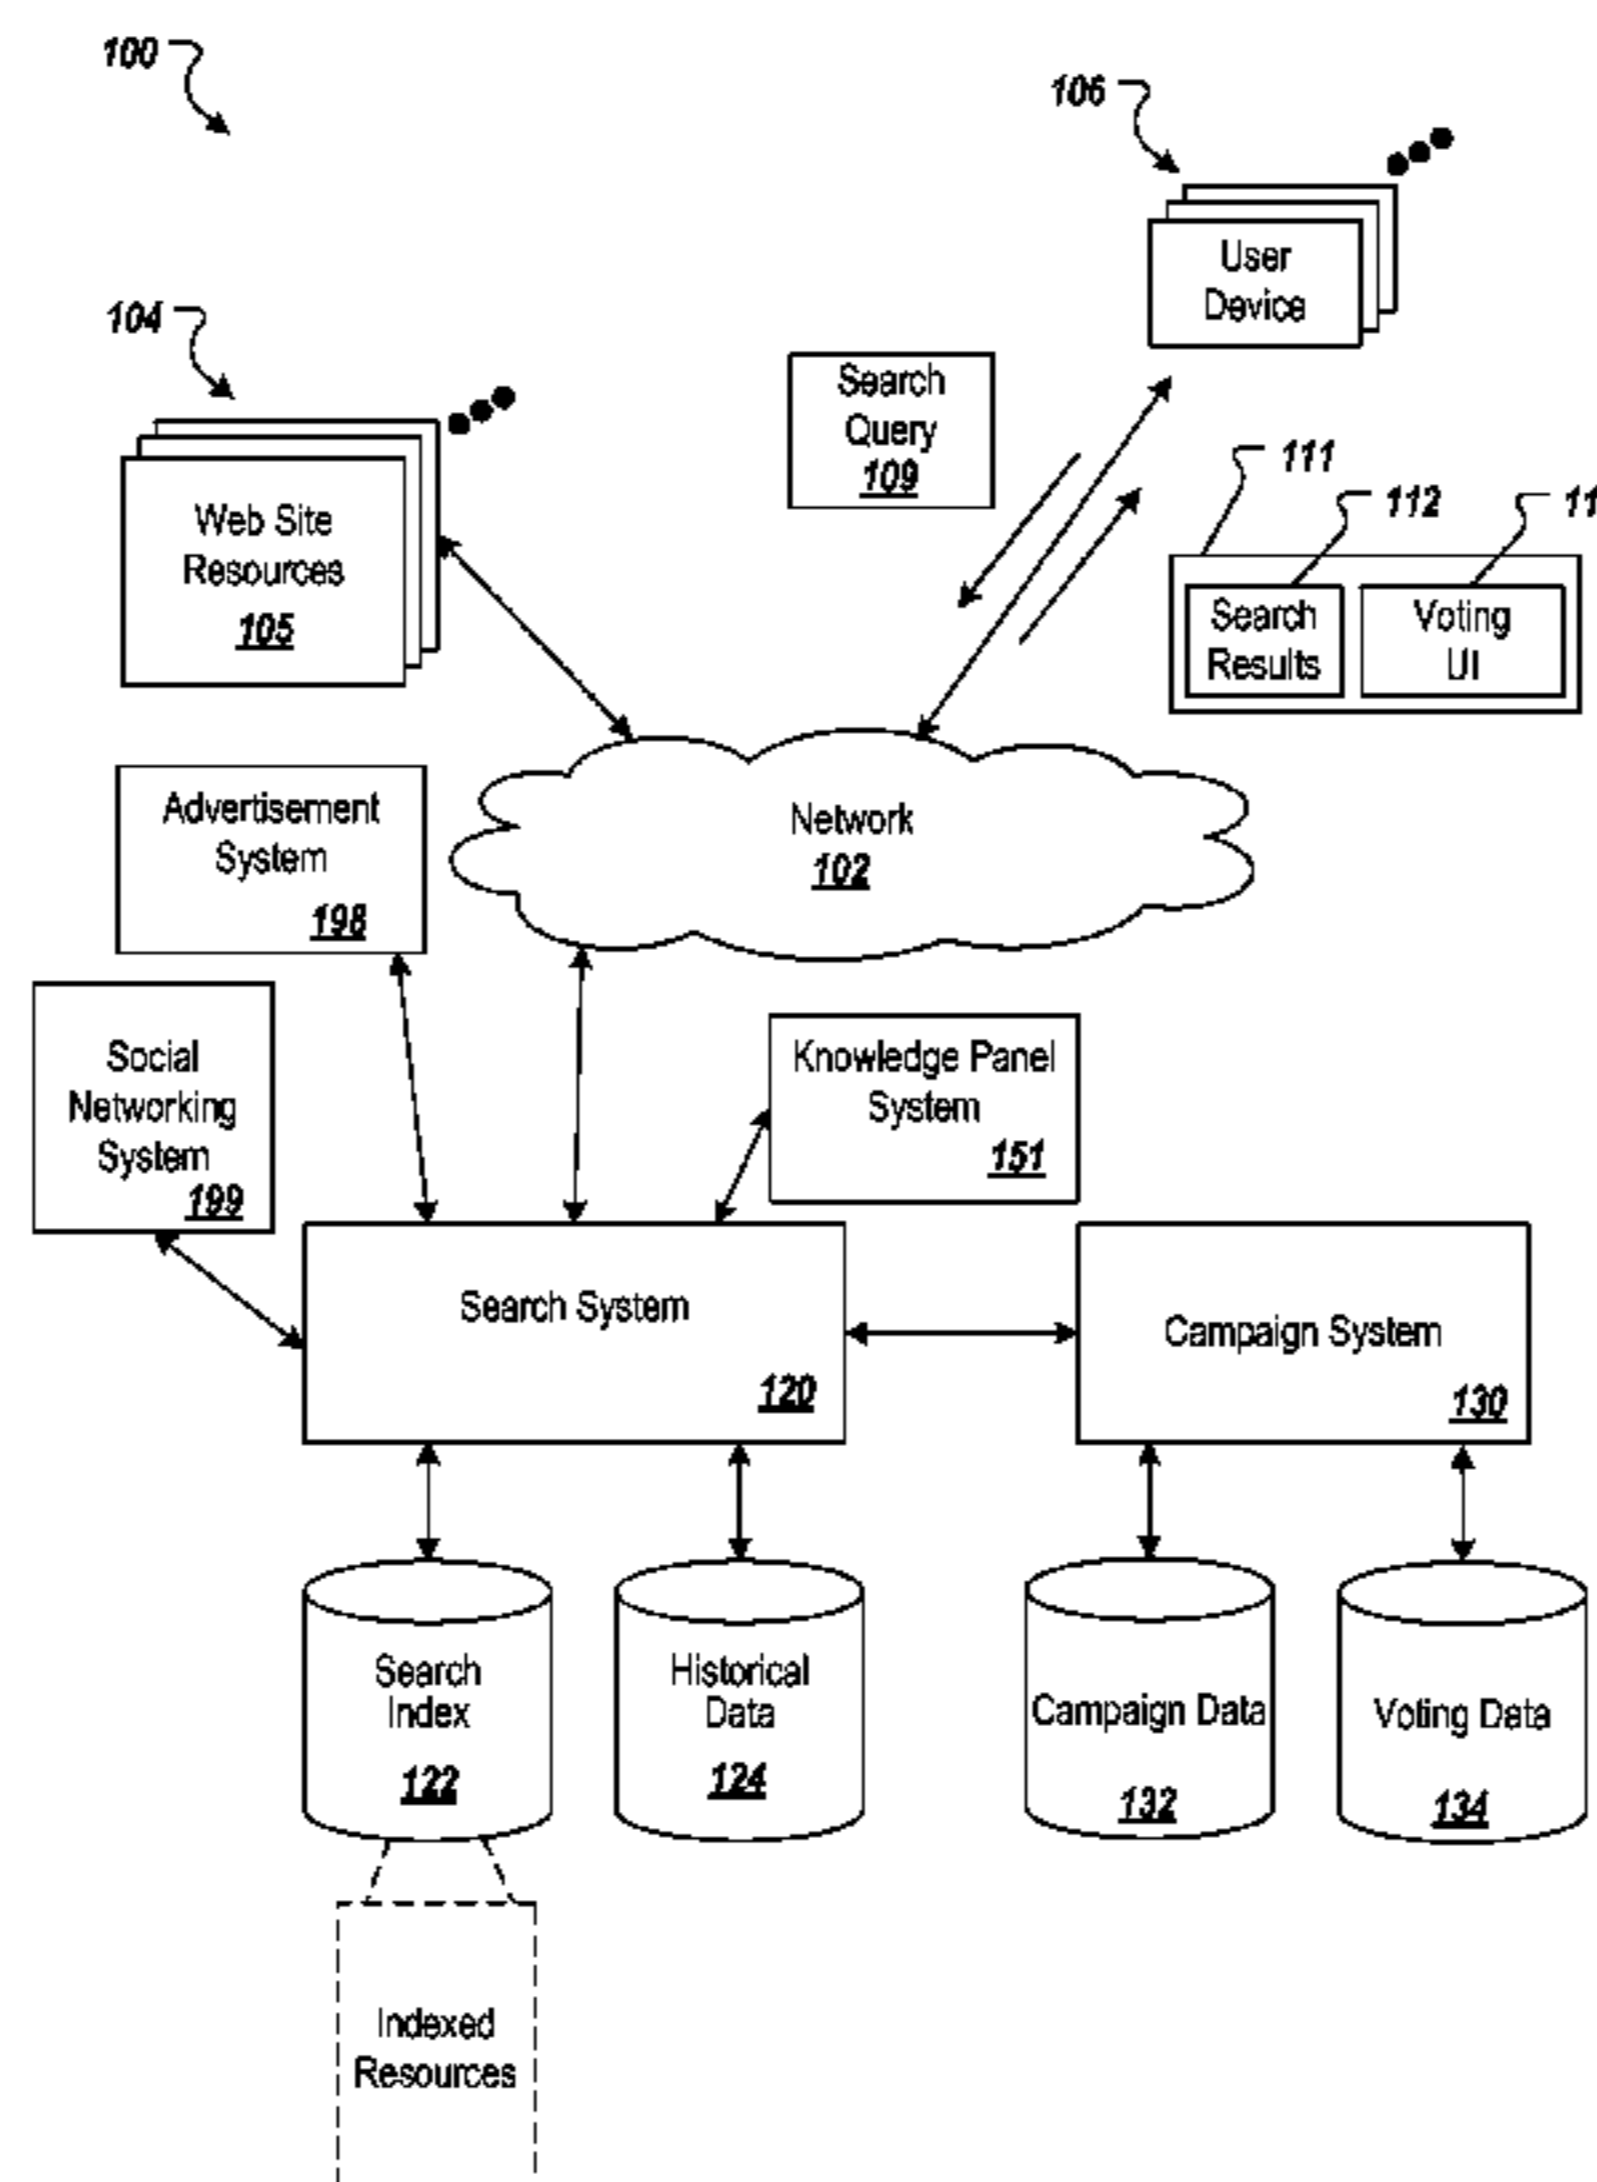 100
106
User
Device
104
Search
Query
109
111
112
Web Site
Resources
105
Search
Results
Voting
UI
Advertisement
System
198
Network
102
Social
Networking
System
199
Knowledge Panel
System
151
Search System
120
Campaign System
130
Search
Index
122
Historical
Data
124
Campaign Data
132
Voting Data
134
Indexed
Resources